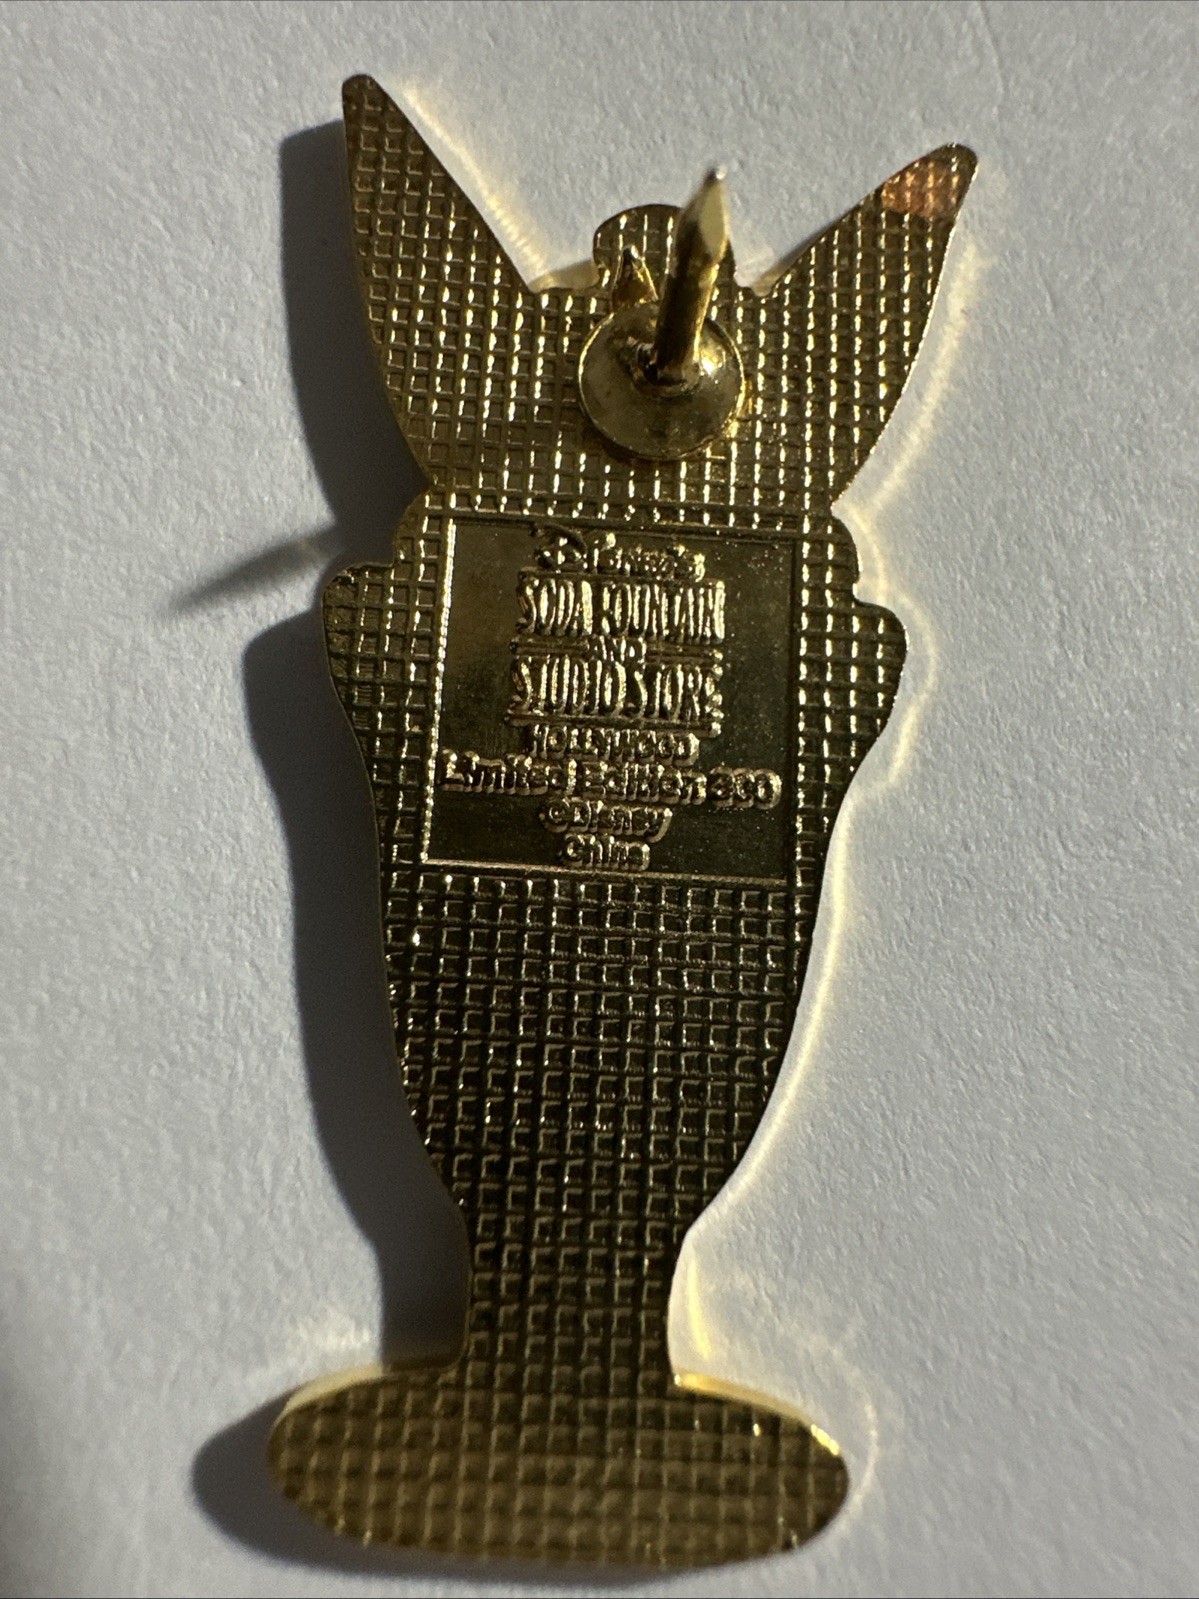 Disney's
SODA FOUNTAIN
AND
STUDIO STORE
HOLLYWOOD
Limited Edition 300
©Disney
China